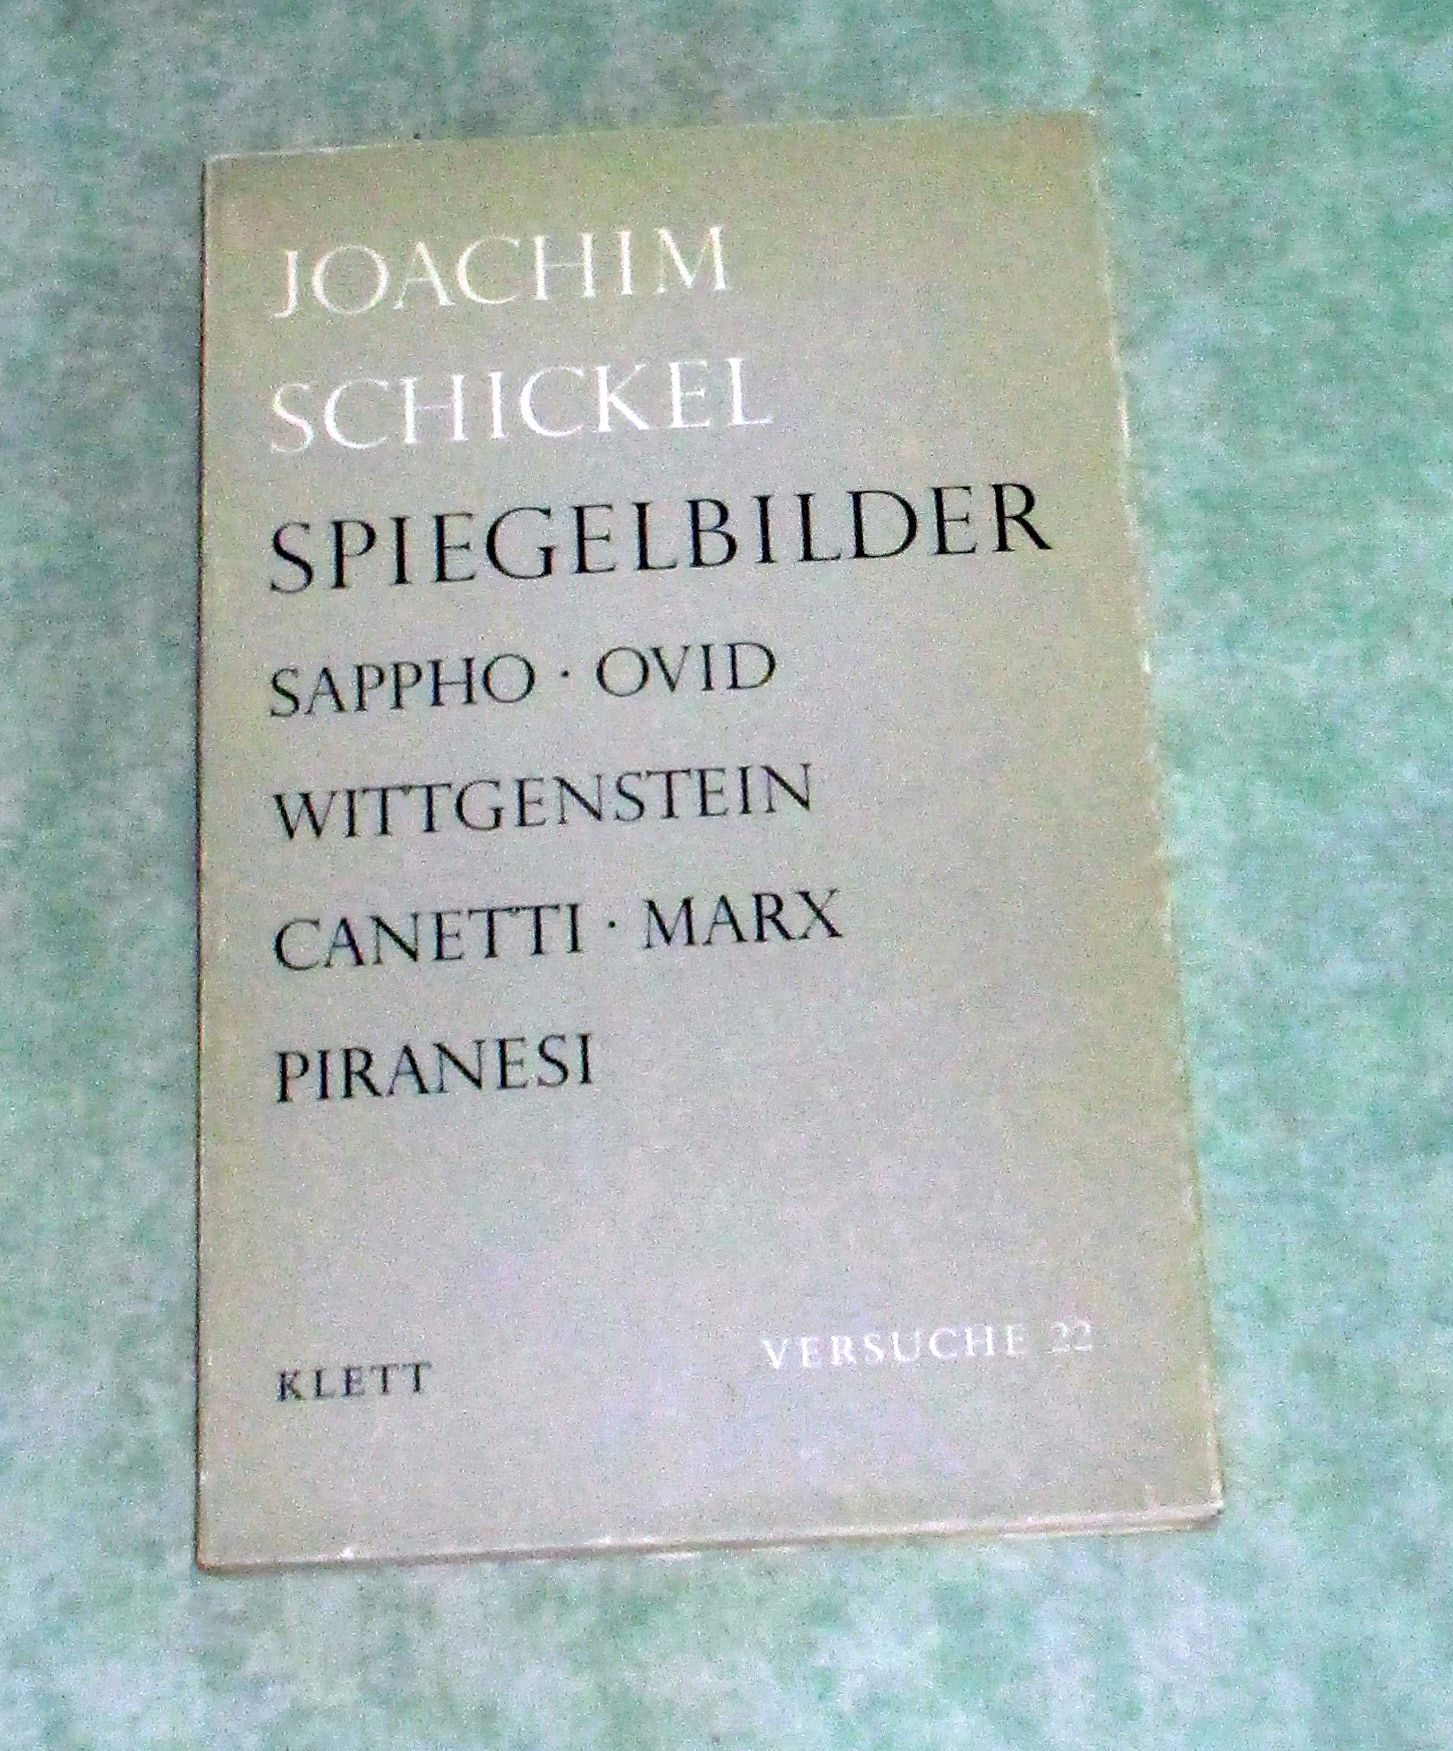 JOACHIM
SCHICKEL
SPIEGELBILDER
SAPPHO · OVID
WITTGENSTEIN
CANETTI · MARX
PIRANESI
KLETT
VERSUCHE 22